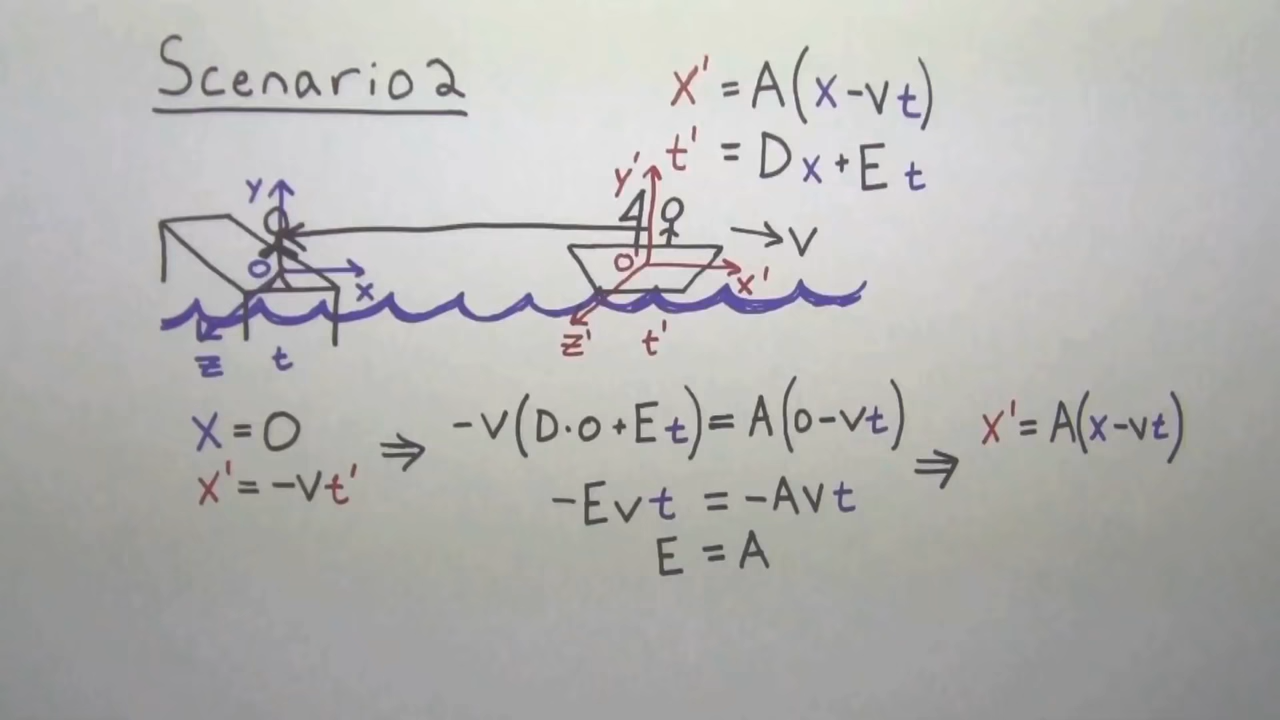 Scenario 2
x' = A(x-vt)
t' = Dx + Et
y
y'
O
x
O'
x'
→ v
z
t
z'
t'
x = 0
x' = -vt'
⇒
-v(D·0 + Et) = A(0-vt)
-Evt = -Avt
E = A
⇒
x' = A(x-vt)